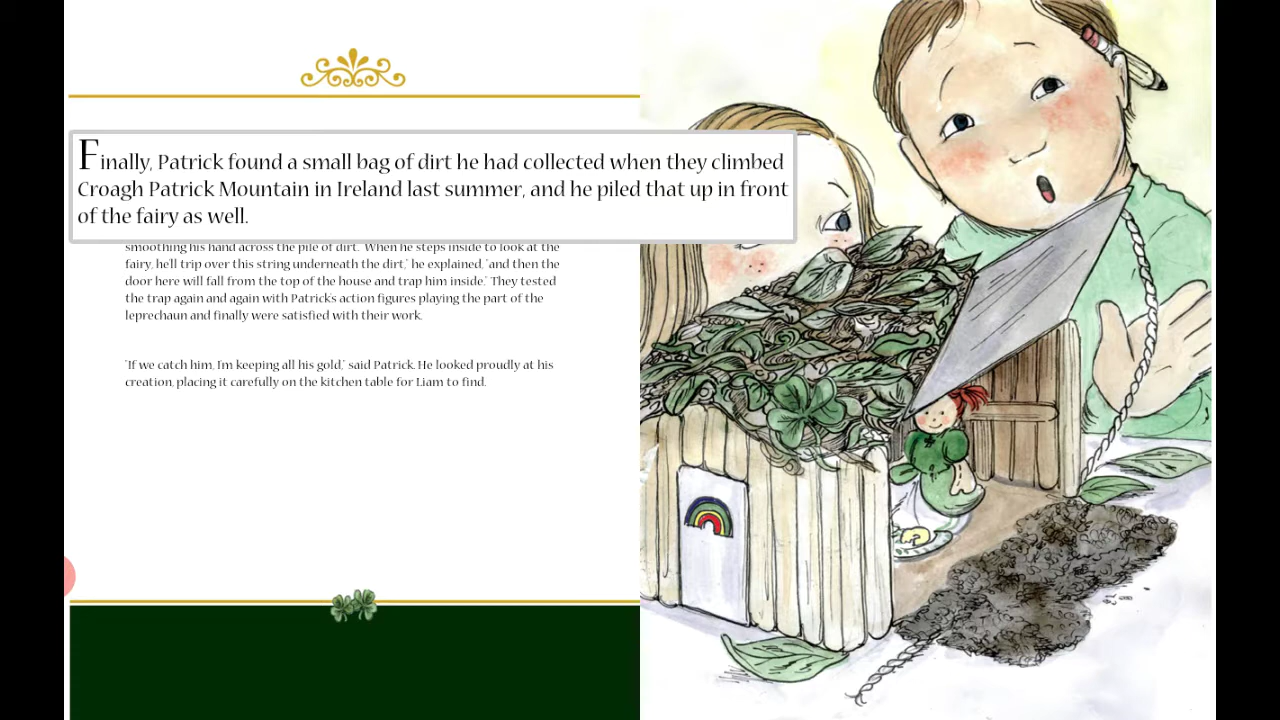 Finally, Patrick found a small bag of dirt he had collected when they climbed
Croagh Patrick Mountain in Ireland last summer, and he piled that up in front
of the fairy as well.
smoothing his hand across the pile of dirt. "When he steps inside to look at the
fairy, he'll trip over this string underneath the dirt," he explained, "and then the
door here will fall from the top of the house and trap him inside." They tested
the trap again and again with Patrick's action figures playing the part of the
leprechaun and finally were satisfied with their work.
"If we catch him, I'm keeping all his gold," said Patrick. He looked proudly at his
creation, placing it carefully on the kitchen table for Liam to find.